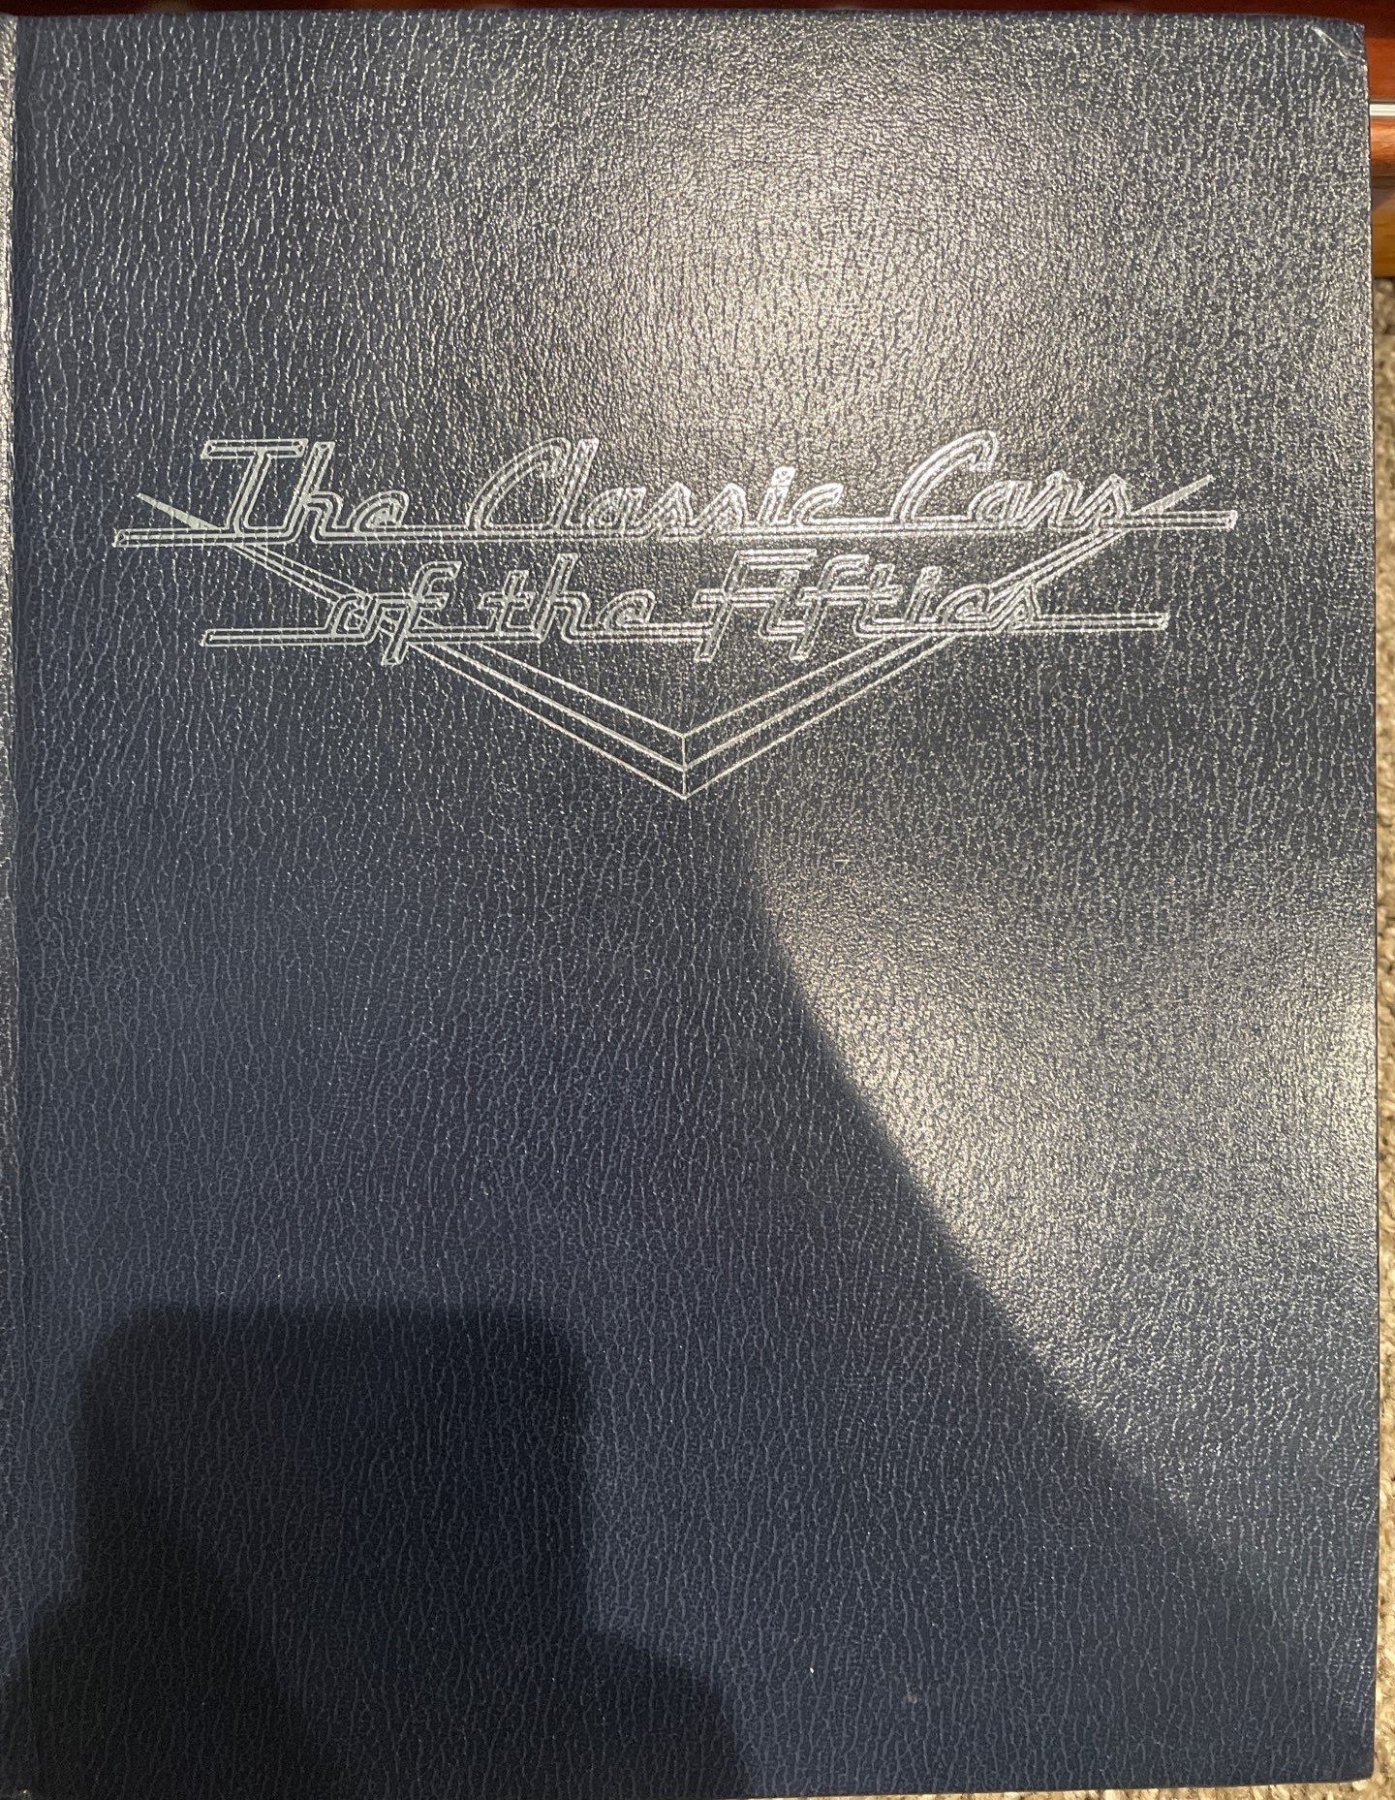 The Classic Cars
of the Fifties